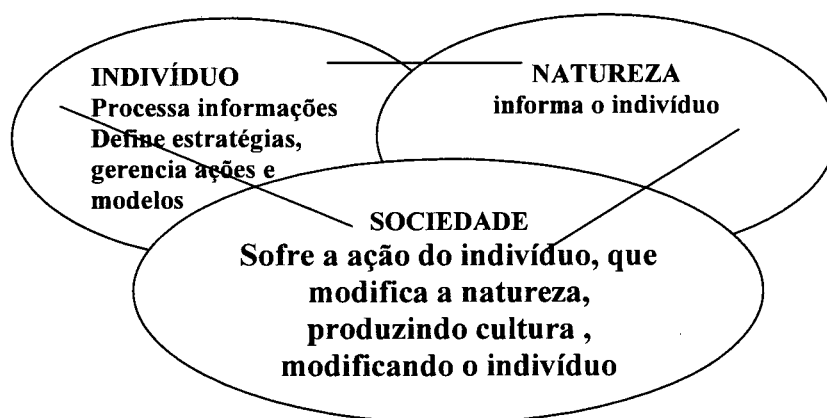 INDIVÍDUO
Processa informações
Define estratégias,
gerencia ações e
modelos
NATUREZA
informa o indivíduo
SOCIEDADE
Sofre a ação do indivíduo, que
modifica a natureza,
produzindo cultura ,
modificando o indivíduo